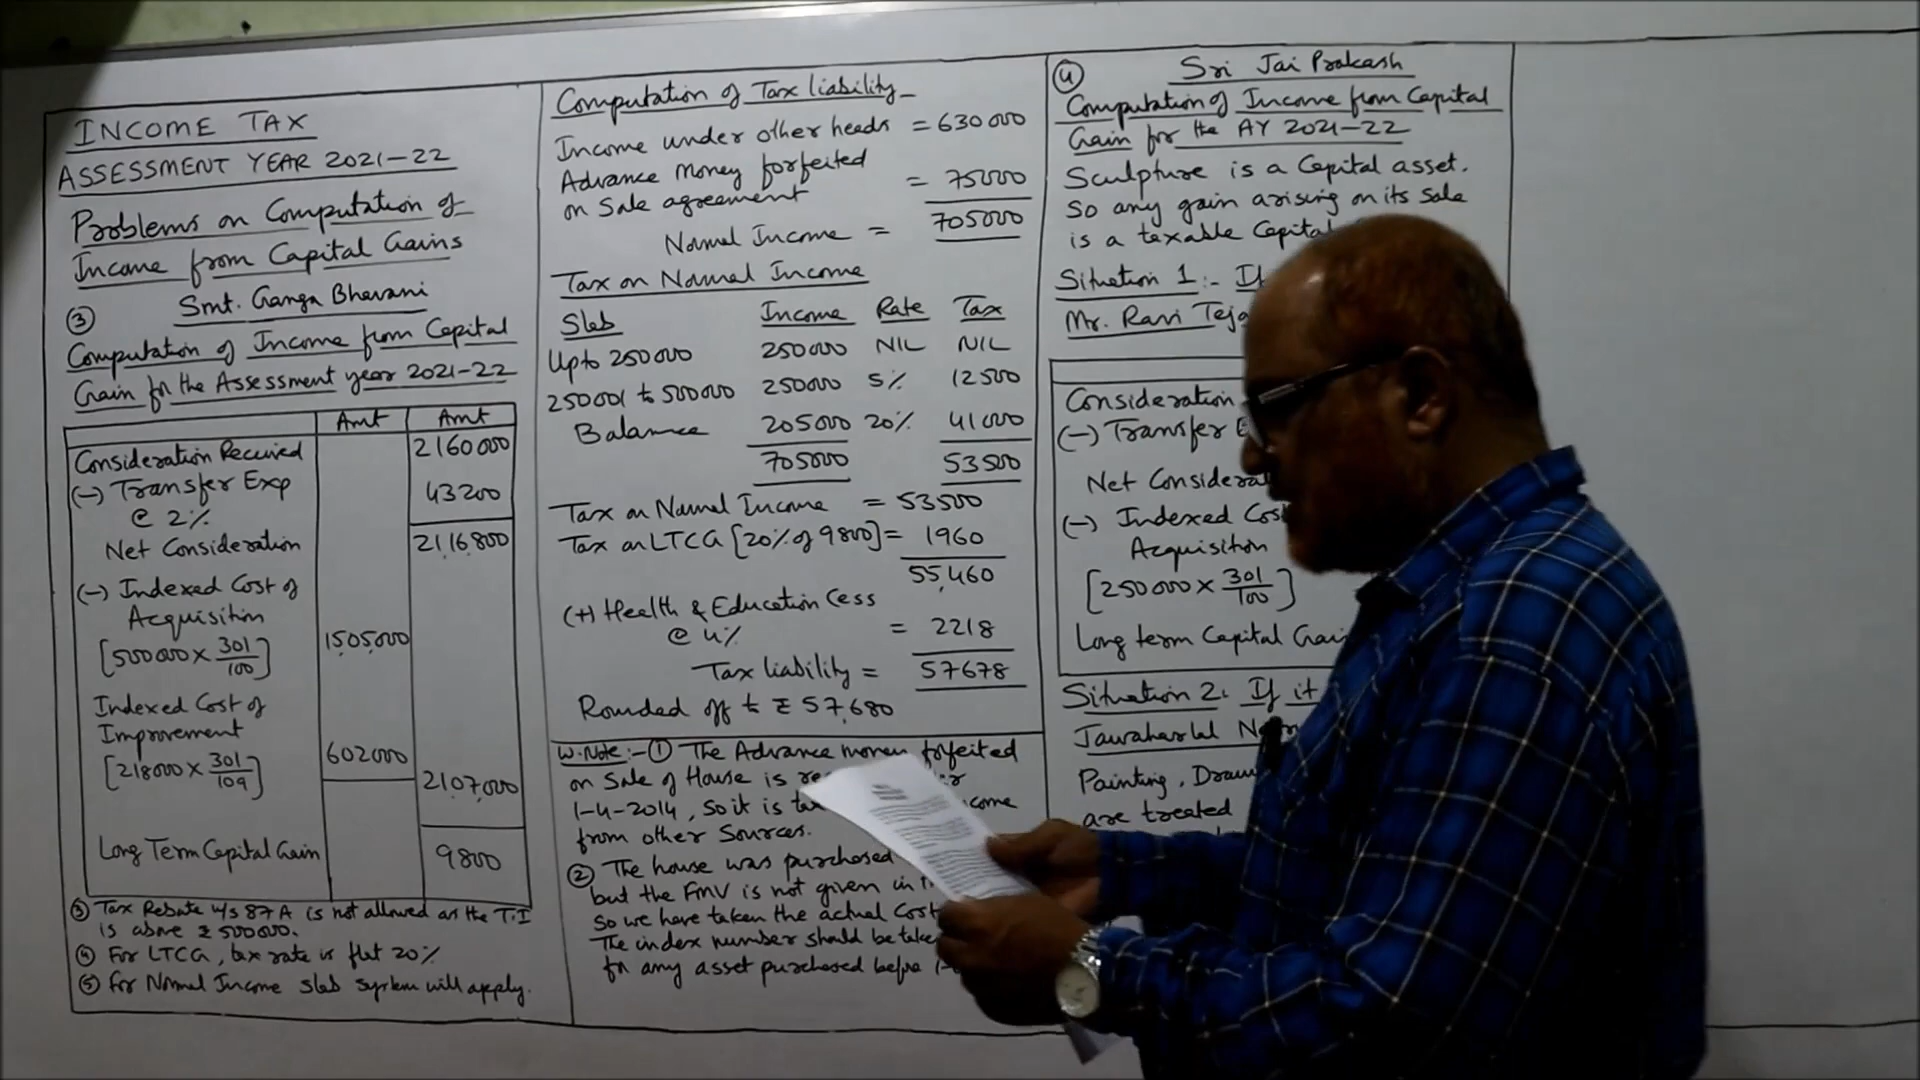 INCOME TAX
ASSESSMENT YEAR 2021-22
Problems on Computation of
Income from Capital Gains
③ Smt. Ganga Bhavani
Computation of Income from Capital
Gain for the Assessment year 2021-22
Amt Amt
Consideration Received 2160000
(-) Transfer Exp 43200
@ 2%
Net Consideration 21,16,800
(-) Indexed Cost of
Acquisition
[500000 × 301/100] 15,05,000
Indexed Cost of
Improvement
[218000 × 301/109] 602000
21,07,000
Long Term Capital Gain 9800
③ Tax Rebate u/s 87A is not allowed as the T.I
is above ₹ 500000.
④ For LTCG, tax rate is flat 20%
⑤ For Normal Income slab system will apply.
Computation of Tax liability
Income under other heads = 630000
Advance Money forfeited
on Sale agreement = 75000
705000
Normal Income =
Tax on Normal Income
Slab Income Rate Tax
Upto 250000 250000 NIL NIL
250001 to 500000 250000 5% 12500
Balance 205000 20% 41000
705000 53500
Tax on Normal Income = 53500
Tax on LTCG [20% of 9800] = 1960
55,460
(+) Health & Education Cess
@ 4% = 2218
Tax liability = 57678
Rounded off to ₹ 57,680
W.Note:- ① The Advance money forfeited
on Sale of House is
1-4-2014, So it is
from other Sources.
② The house was purchased
but the FMV is not given in
So we have taken the actual Cost
The index number should be
for any asset purchased before
④ Sri Jai Prakash
Computation of Income from Capital
Gain for the AY 2021-22
Sculpture is a Capital asset.
So any gain arising on its Sale
is a taxable
Situation 1:- If
Mr. Ravi Teja
Consideration
(-) Transfer
Net
(-) Indexed
Acquisition
[250000 × 301/100]
Long term Capital
Situation 2: If it
Jawaharlal
Painting,
are treated